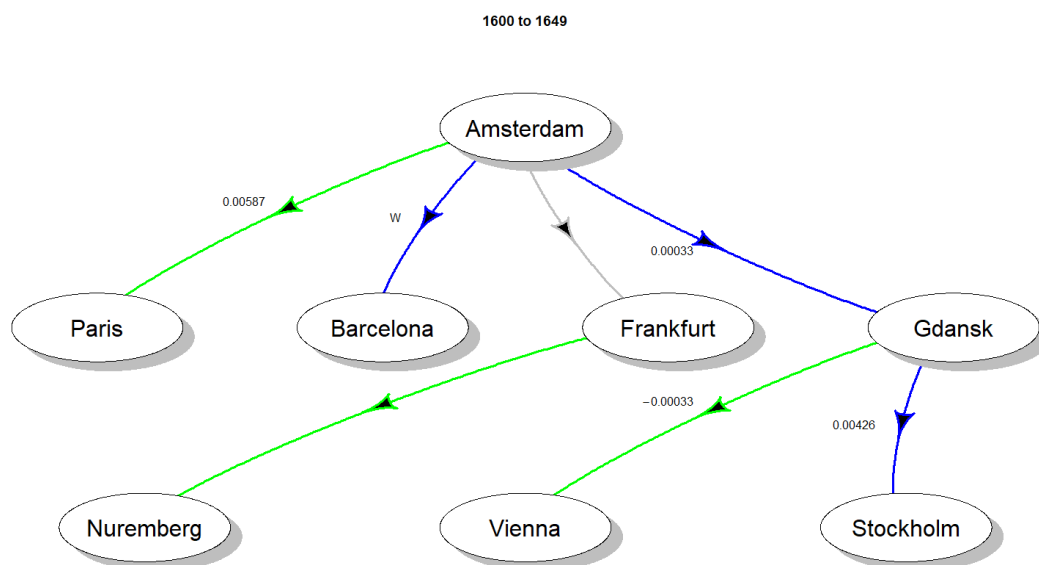 1600 to 1649
Amsterdam
0.00587
W
0.00033
Paris
Barcelona
Frankfurt
Gdansk
−0.00033
0.00426
Nuremberg
Vienna
Stockholm